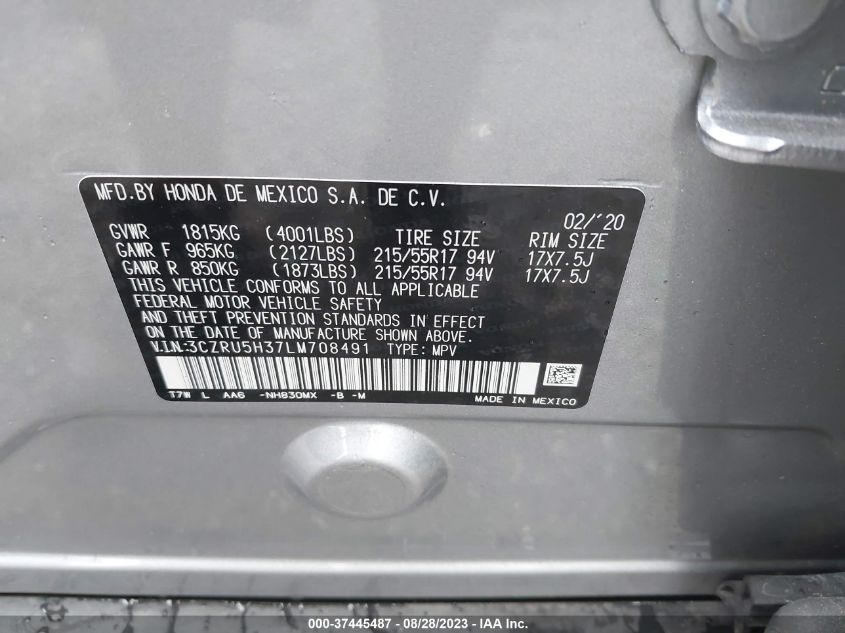 MFD.BY HONDA DE MEXICO S.A. DE C.V.
02/'20
GVWR 1815KG (4001LBS) TIRE SIZE RIM SIZE
GAWR F 965KG (2127LBS) 215/55R17 94V 17X7.5J
GAWR R 850KG (1873LBS) 215/55R17 94V 17X7.5J
THIS VEHICLE CONFORMS TO ALL APPLICABLE
FEDERAL MOTOR VEHICLE SAFETY
AND THEFT PREVENTION STANDARDS IN EFFECT
ON THE DATE OF MANUFACTURE SHOWN ABOVE.
V.I.N.:3CZRU5H37LM708491 TYPE: MPV
T7W L AA6 -NH830MX -B -M
MADE IN MEXICO
000-37445487 - 08/28/2023 - IAAI.com